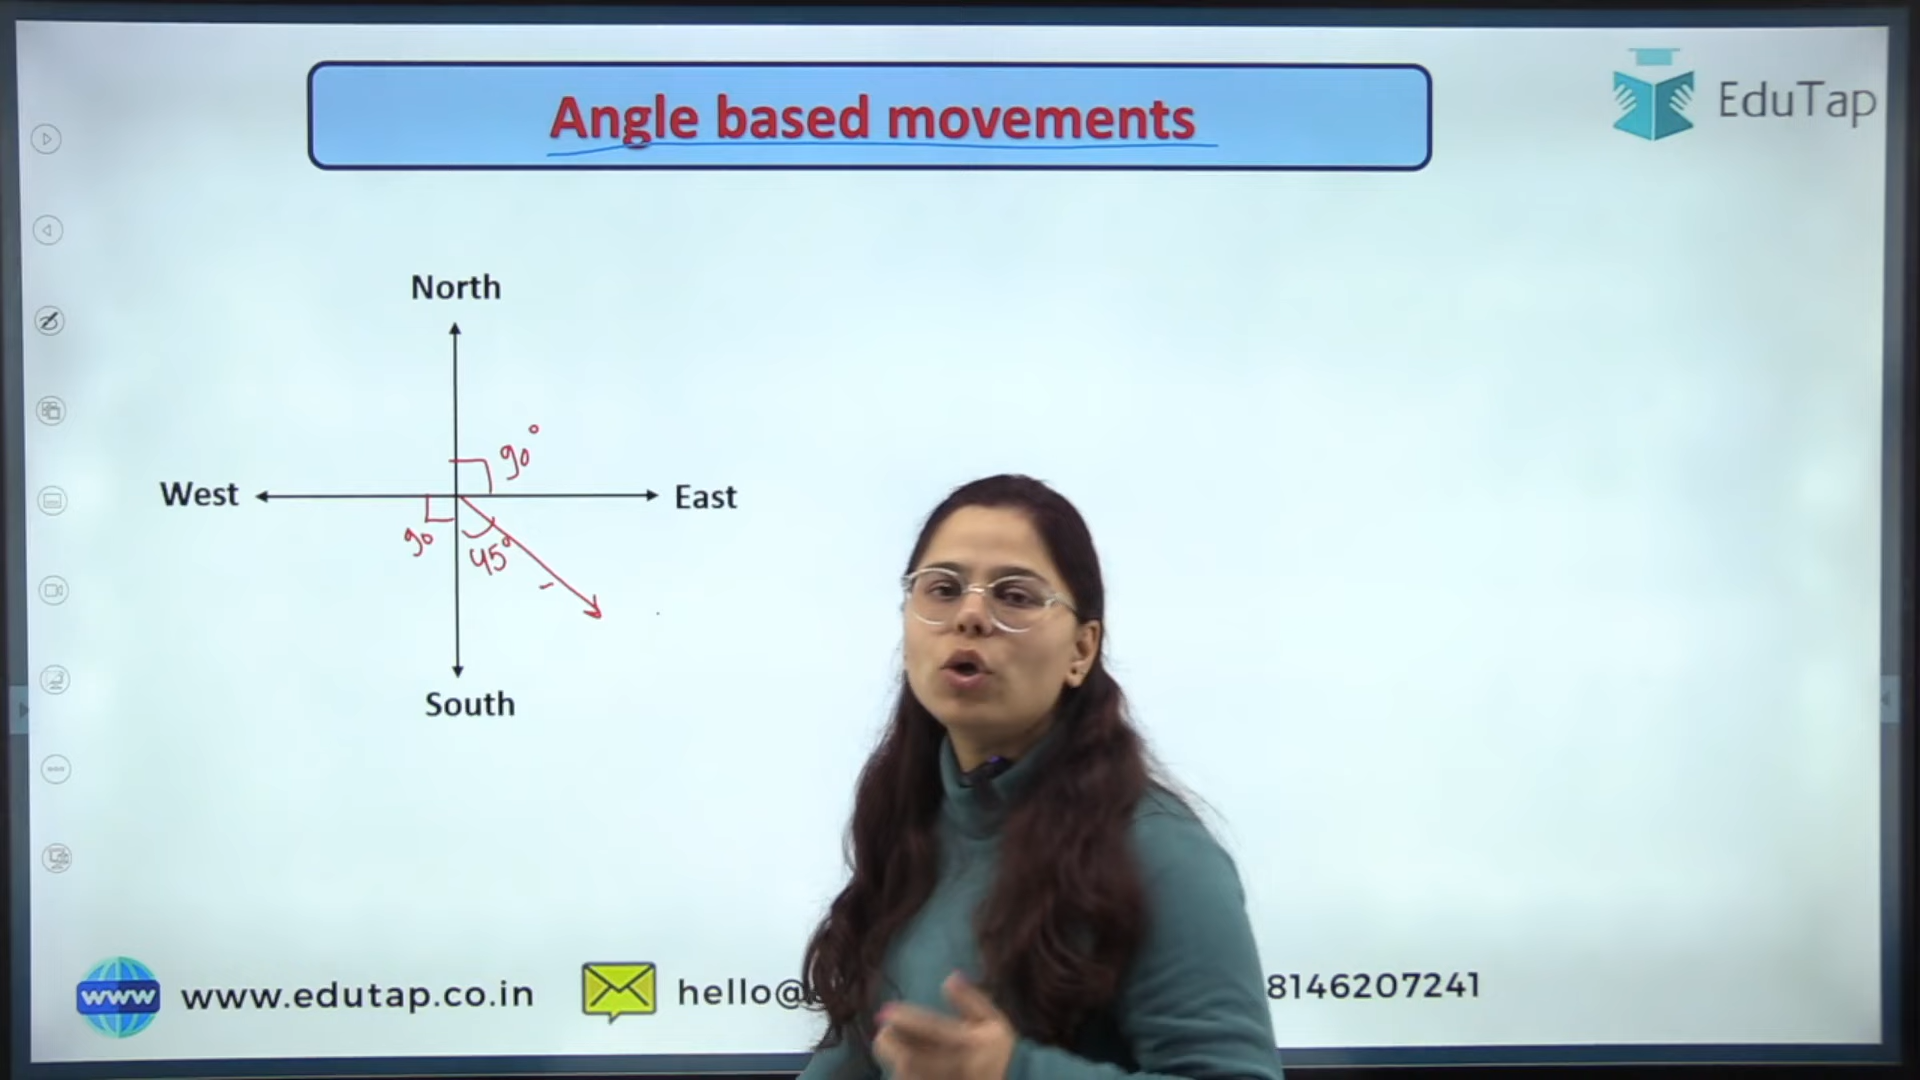 Angle based movements
EduTap
North
90°
West
East
90
45°
South
www
www.edutap.co.in
hello@
8146207241